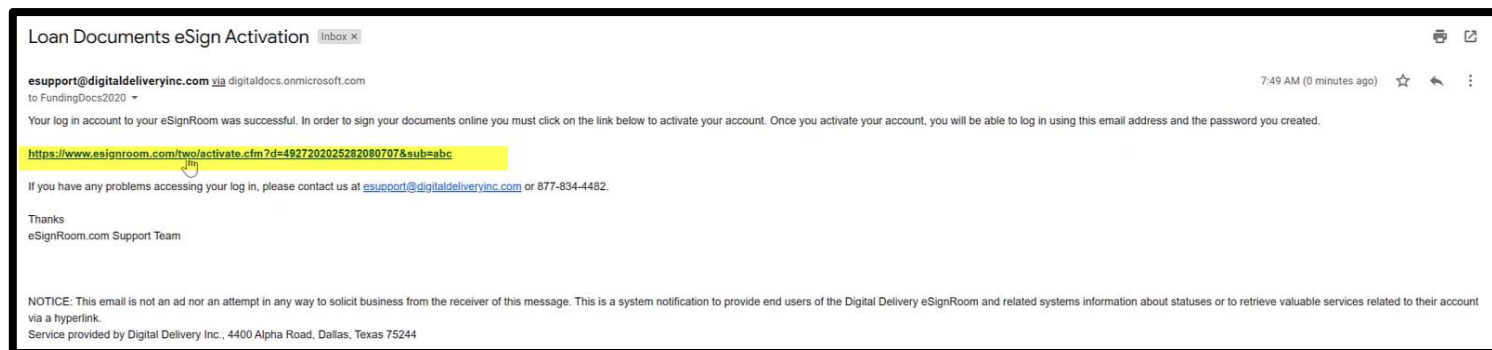 Loan Documents eSign Activation Inbox ×
esupport@digitaldeliveryinc.com via digitaldocs.onmicrosoft.com 7:49 AM (0 minutes ago)
to FundingDocs2020
Your log in account to your eSignRoom was successful. In order to sign your documents online you must click on the link below to activate your account. Once you activate your account, you will be able to log in using this email address and the password you created.
https://www.esignroom.com/two/activate.cfm?d=4927202025282080707&sub=abc
If you have any problems accessing your log in, please contact us at esupport@digitaldeliveryinc.com or 877-834-4482.
Thanks
eSignRoom.com Support Team
NOTICE: This email is not an ad nor an attempt in any way to solicit business from the receiver of this message. This is a system notification to provide end users of the Digital Delivery eSignRoom and related systems information about statuses or to retrieve valuable services related to their account
via a hyperlink.
Service provided by Digital Delivery Inc., 4400 Alpha Road, Dallas, Texas 75244